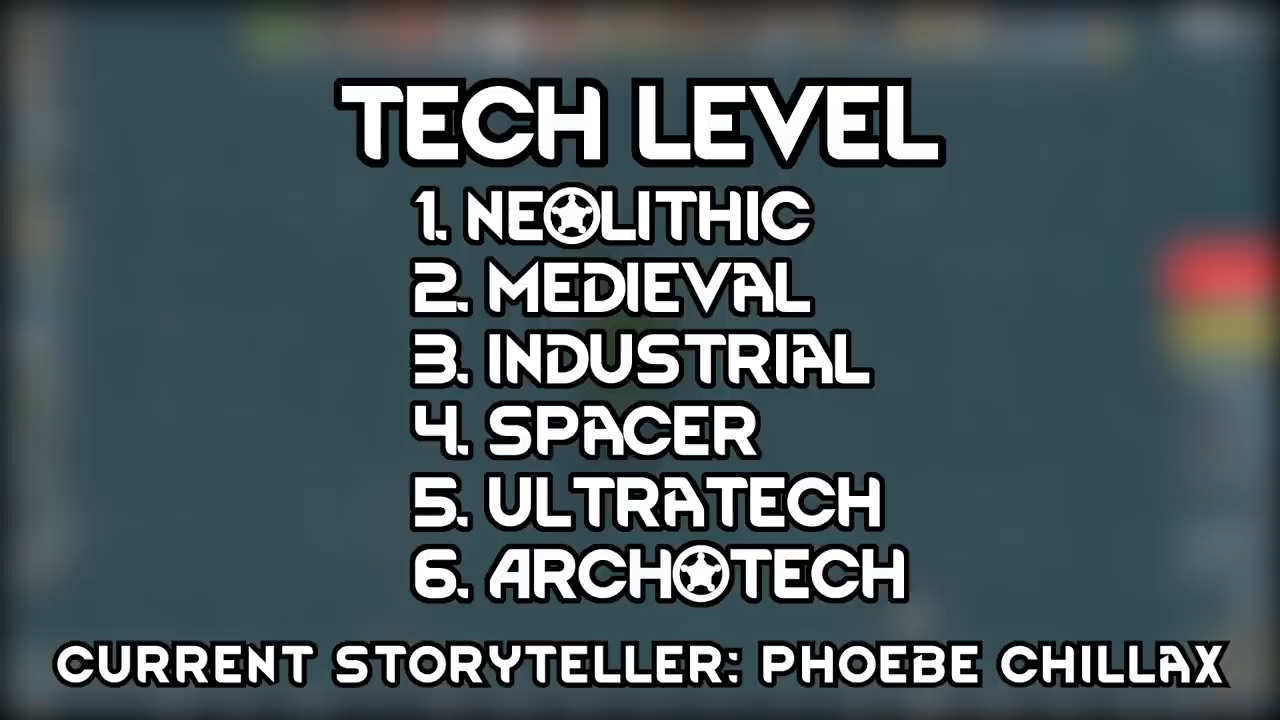 TECH LEVEL
1. NEOLITHIC
2. MEDIEVAL
3. INDUSTRIAL
4. SPACER
5. ULTRATECH
6. ARCHOTECH
CURRENT STORYTELLER: PHOEBE CHILLAX